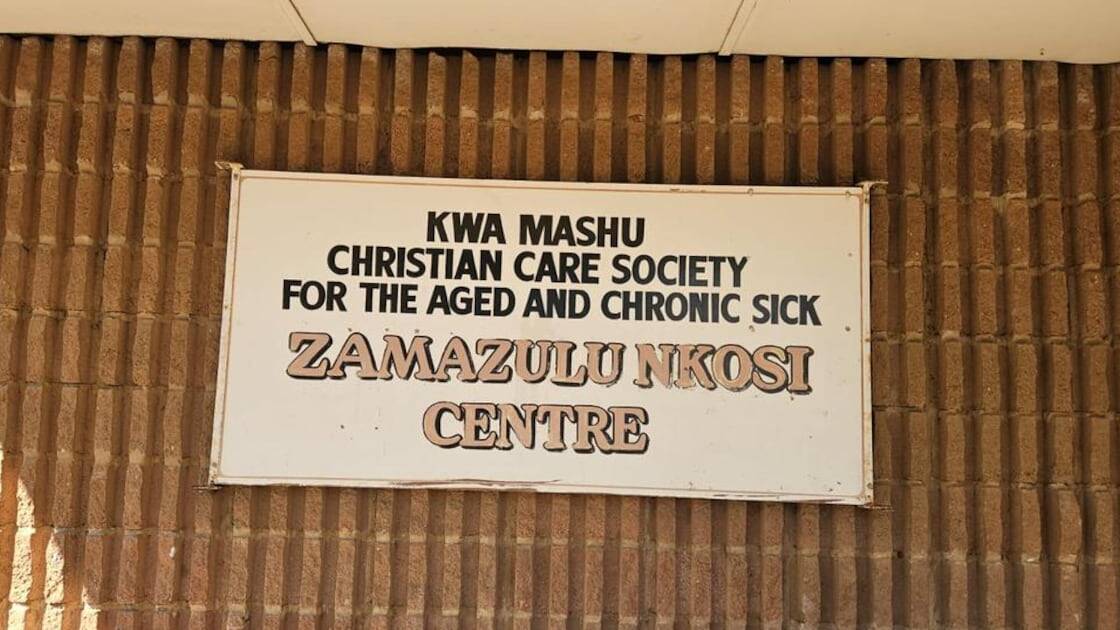 KWA MASHU
CHRISTIAN CARE SOCIETY
FOR THE AGED AND CHRONIC SICK
ZAMAZULU NKOSI
CENTRE